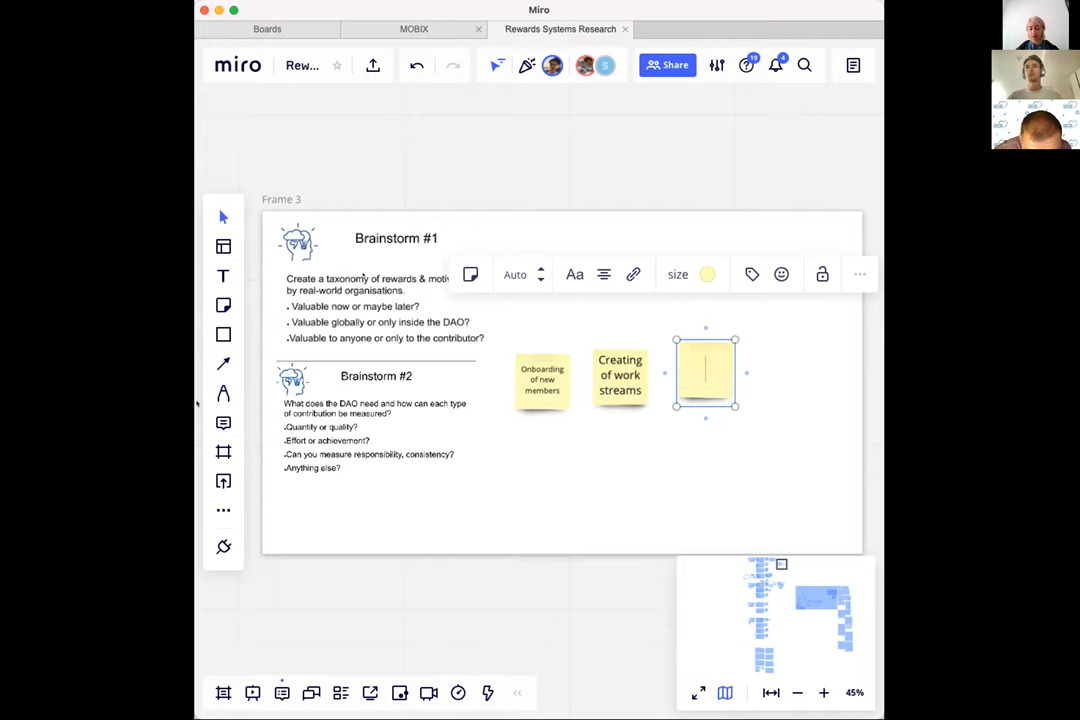 Miro
Boards
MOBIX
Rewards Systems Research
miro
Rew...
Share
19
4
S
Frame 3
Brainstorm #1
Auto
Aa
size
Create a taxonomy of rewards & moti
by real-world organisations.
. Valuable now or maybe later?
. Valuable globally or only inside the DAO?
.Valuable to anyone or only to the contributor?
Brainstorm #2
What does the DAO need and how can each type
of contribution be measured?
.Quantity or quality?
.Effort or achievement?
.Can you measure responsibility, consistency?
.Anything else?
Onboarding
of new
members
Creating
of work
streams
45%